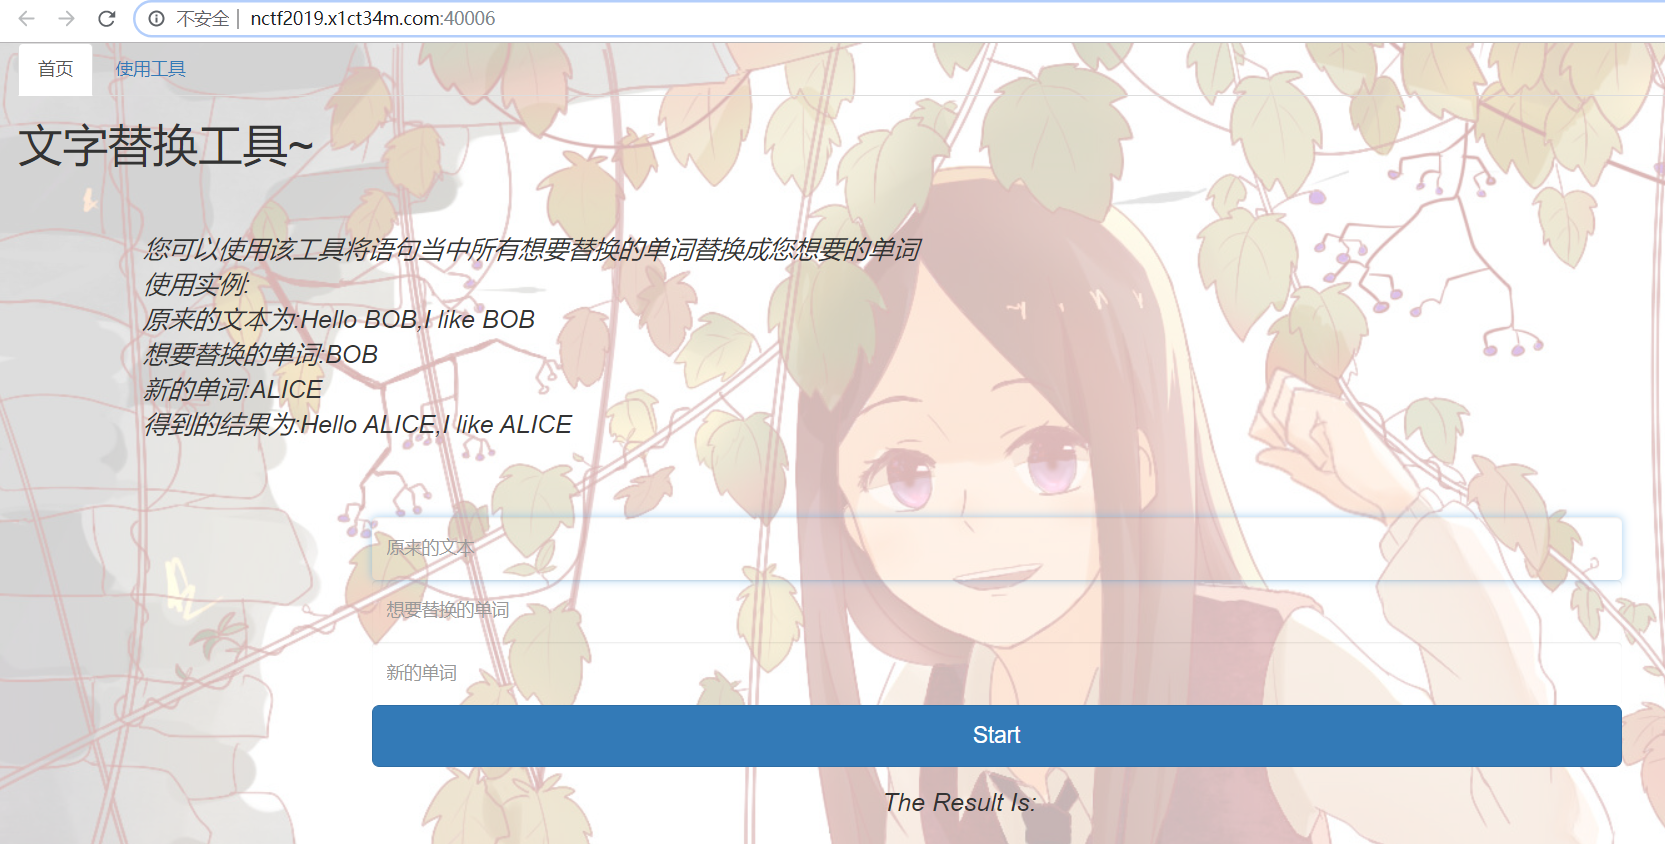 不安全 nctf2019.x1ct34m.com:40006
首页 使用工具
文字替换工具~
您可以使用该工具将语句当中所有想要替换的单词替换成您想要的单词
使用实例:
原来的文本为:Hello BOB,I like BOB
想要替换的单词:BOB
新的单词:ALICE
得到的结果为:Hello ALICE,I like ALICE
原来的文本
想要替换的单词
新的单词
Start
The Result Is: